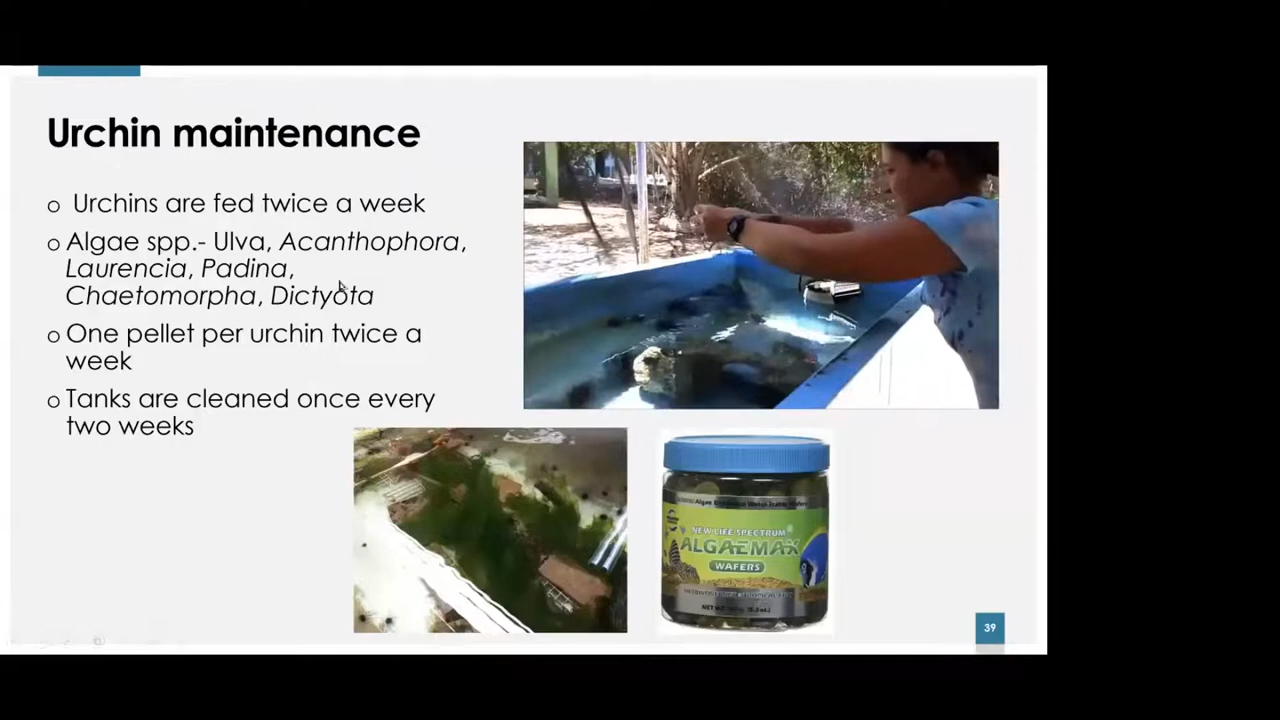 Urchin maintenance
o Urchins are fed twice a week
o Algae spp.- Ulva, Acanthophora,
Laurencia, Padina,
Chaetomorpha, Dictyota
o One pellet per urchin twice a
week
o Tanks are cleaned once every
two weeks
NEW LIFE SPECTRUM
ALGAEMAX
WAFERS
39